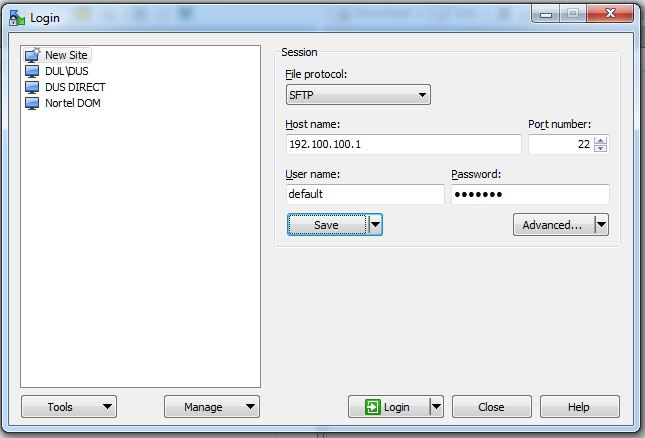 Login
New Site
DUL\DUS
DUS DIRECT
Nortel DOM
Session
File protocol:
SFTP
Host name: Port number:
192.100.100.1 22
User name: Password:
default ●●●●●●●
Save Advanced...
Tools Manage Login Close Help